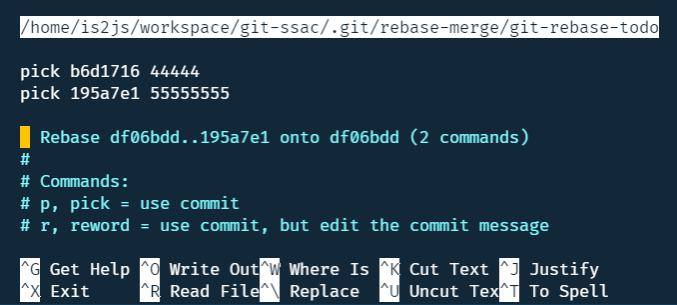 /home/is2js/workspace/git-ssac/.git/rebase-merge/git-rebase-todo
pick b6d1716 44444
pick 195a7e1 55555555
Rebase df06bdd..195a7e1 onto df06bdd (2 commands)
#
# Commands:
# p, pick = use commit
# r, reword = use commit, but edit the commit message
^G Get Help ^O Write Out^W Where Is ^K Cut Text ^J Justify
^X Exit ^R Read File^\ Replace ^U Uncut Tex^T To Spell